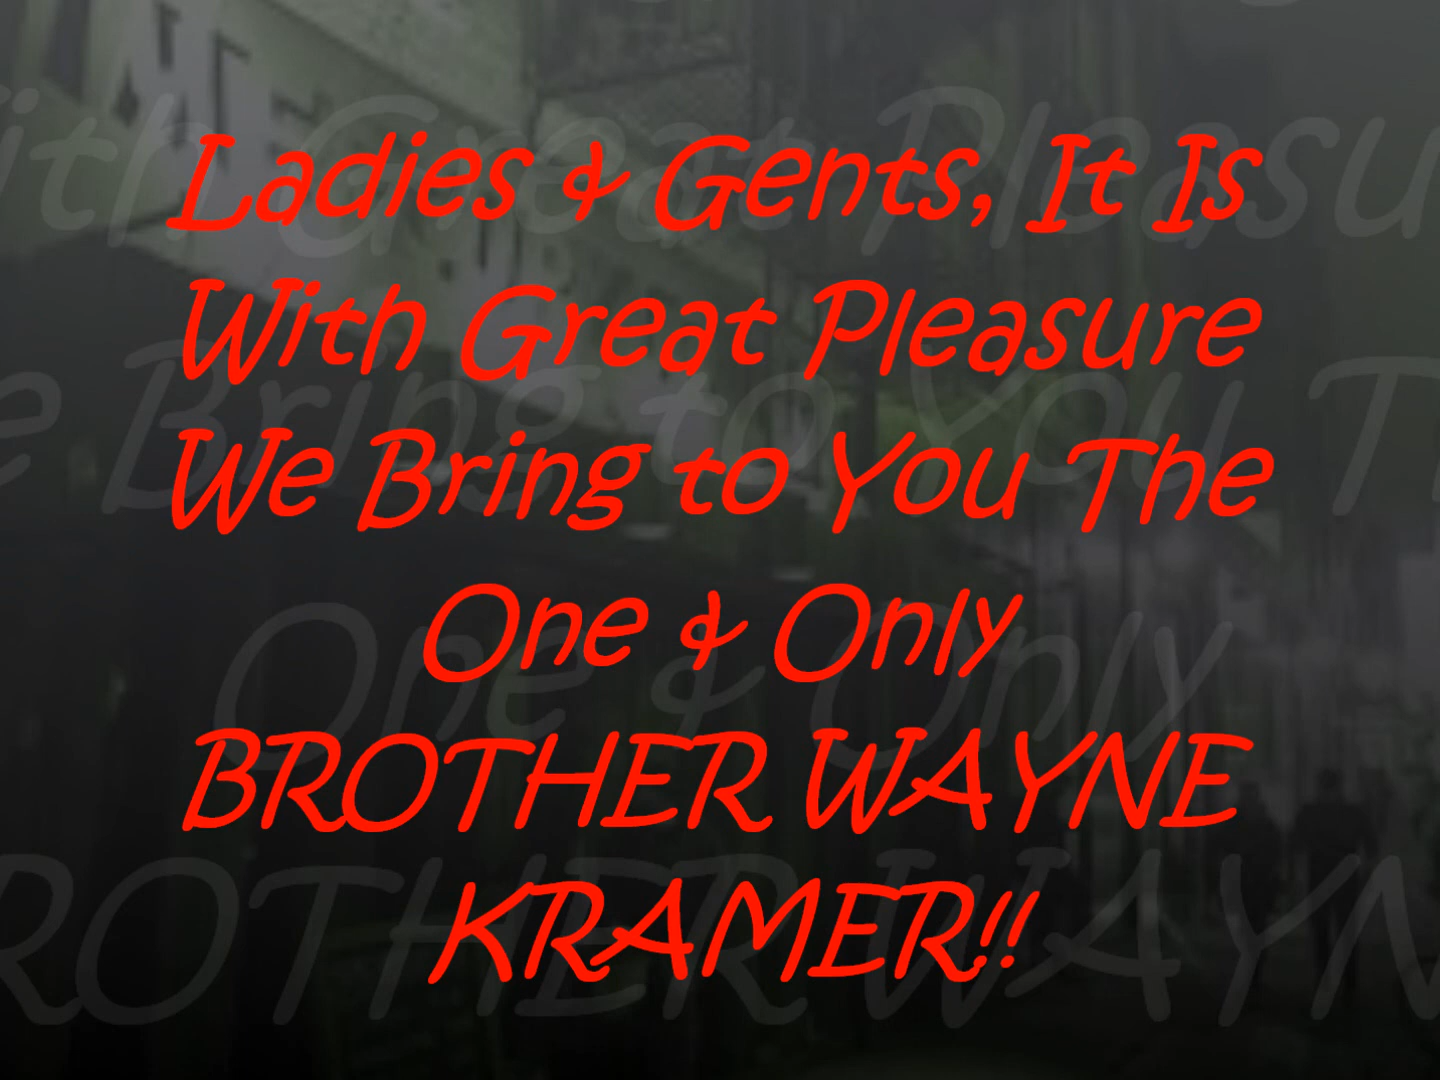 Ladies & Gents, It Is
With Great Pleasure
We Bring to You The
One & Only
BROTHER WAYNE
KRAMER!!